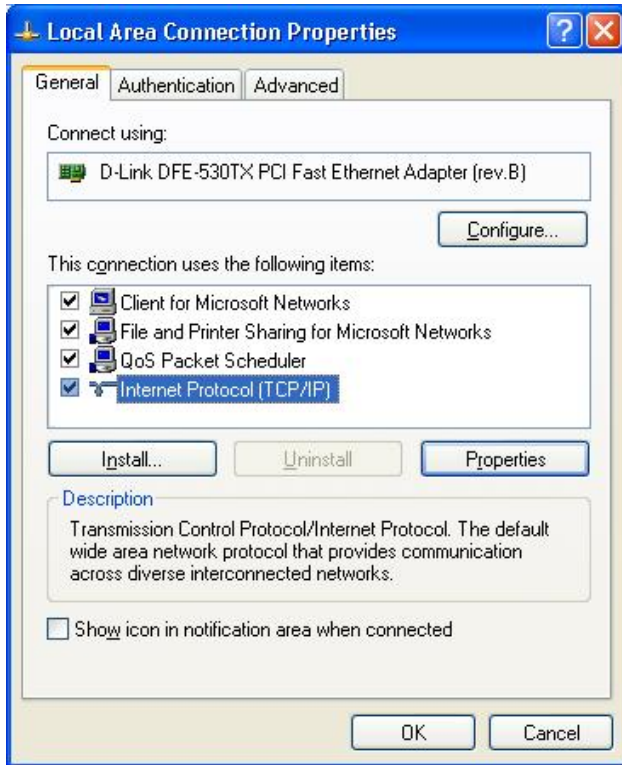 Local Area Connection Properties
General Authentication Advanced
Connect using:
D-Link DFE-530TX PCI Fast Ethernet Adapter (rev.B)
Configure...
This connection uses the following items:
Client for Microsoft Networks
File and Printer Sharing for Microsoft Networks
QoS Packet Scheduler
Internet Protocol (TCP/IP)
Install... Uninstall Properties
Description
Transmission Control Protocol/Internet Protocol. The default
wide area network protocol that provides communication
across diverse interconnected networks.
Show icon in notification area when connected
OK Cancel